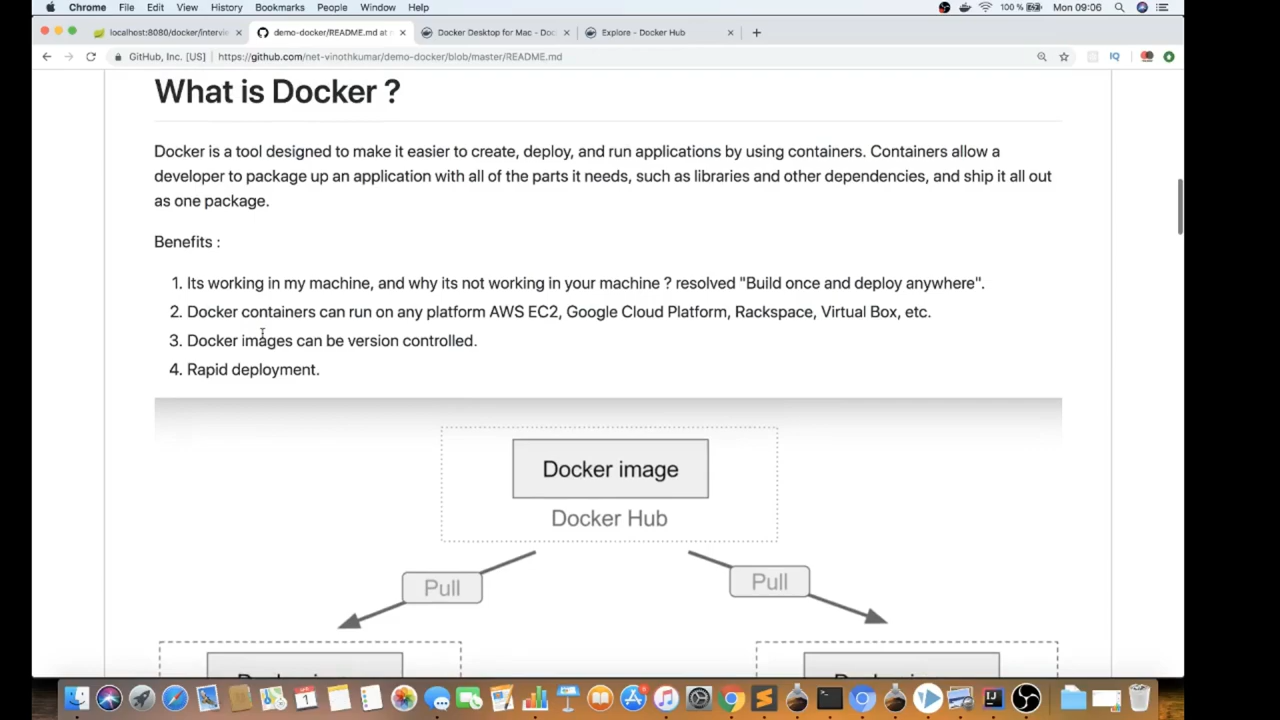 Chrome File Edit View History Bookmarks People Window Help 100 % Mon 09:06
localhost:8080/docker/intervie demo-docker/README.md at Docker Desktop for Mac - Doc Explore - Docker Hub
GitHub, Inc. [US] https://github.com/net-vinothkumar/demo-docker/blob/master/README.md IQ
What is Docker ?
Docker is a tool designed to make it easier to create, deploy, and run applications by using containers. Containers allow a
developer to package up an application with all of the parts it needs, such as libraries and other dependencies, and ship it all out
as one package.
Benefits :
1. Its working in my machine, and why its not working in your machine ? resolved "Build once and deploy anywhere".
2. Docker containers can run on any platform AWS EC2, Google Cloud Platform, Rackspace, Virtual Box, etc.
3. Docker images can be version controlled.
4. Rapid deployment.
Docker image
Docker Hub
Pull Pull